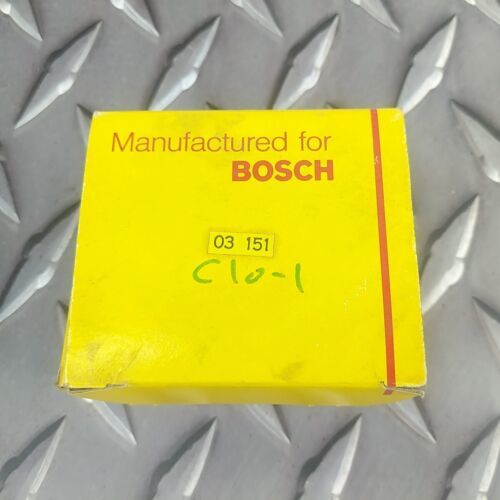 Manufactured for
BOSCH
03 151
C10-1